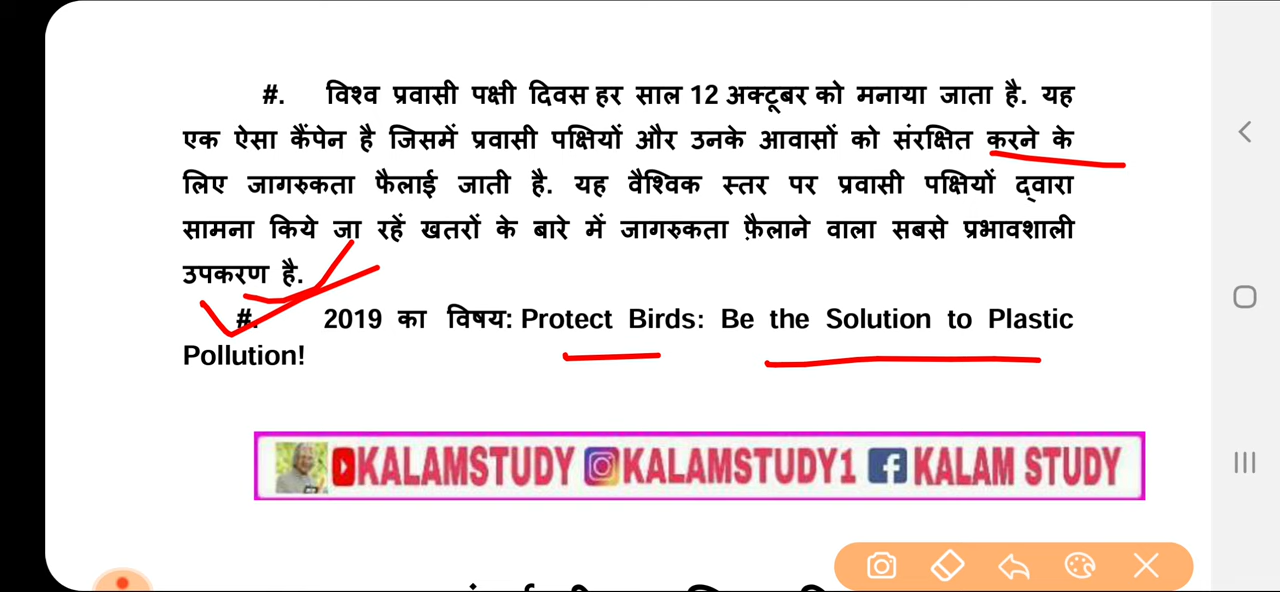 #. विश्व प्रवासी पक्षी दिवस हर साल 12 अक्टूबर को मनाया जाता है. यह
एक ऐसा कैंपेन है जिसमें प्रवासी पक्षियों और उनके आवासों को संरक्षित करने के
लिए जागरुकता फैलाई जाती है. यह वैश्विक स्तर पर प्रवासी पक्षियों द्वारा
सामना किये जा रहें खतरों के बारे में जागरुकता फ़ैलाने वाला सबसे प्रभावशाली
उपकरण है.
#. 2019 का विषय: Protect Birds: Be the Solution to Plastic
Pollution!
KALAMSTUDY KALAMSTUDY1 KALAM STUDY